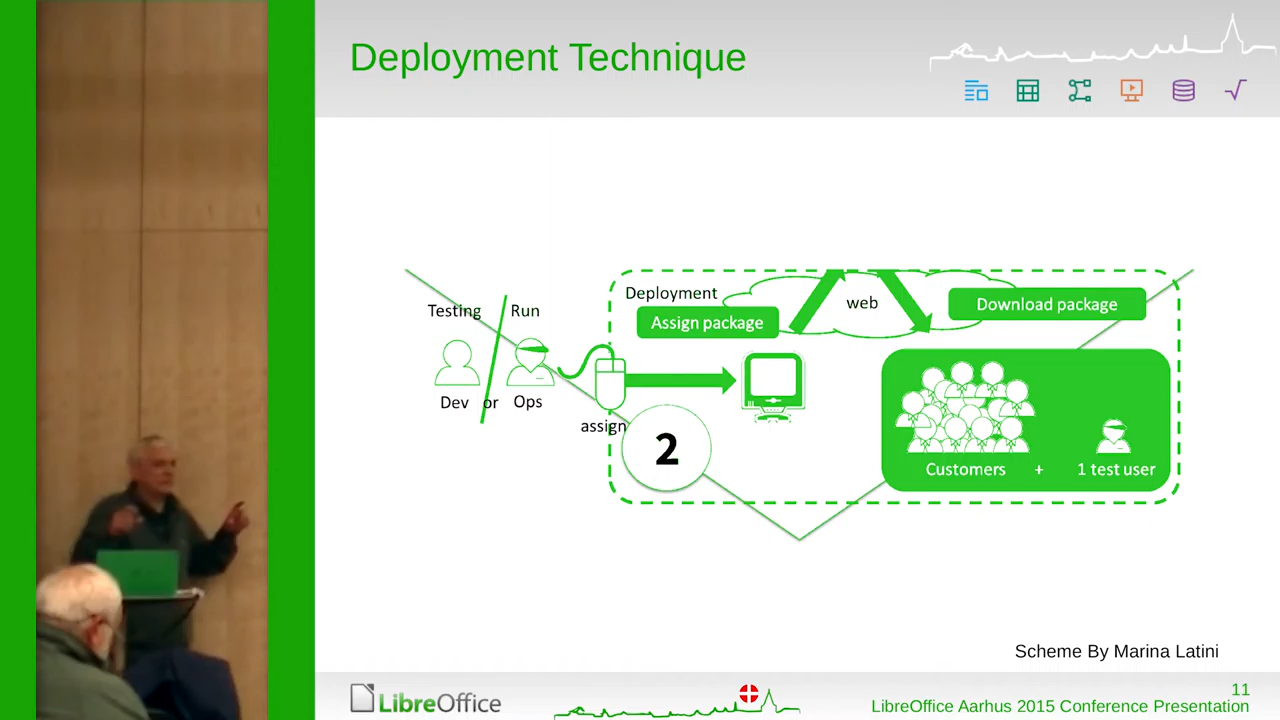 Deployment Technique
Testing
Run
Dev or Ops
assign
Deployment
Assign package
web
Download package
2
Customers + 1 test user
Scheme By Marina Latini
LibreOffice
11
LibreOffice Aarhus 2015 Conference Presentation